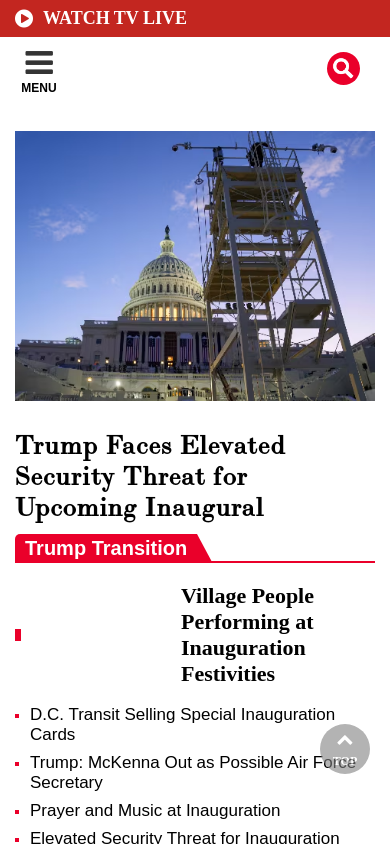 WATCH TV LIVE
MENU
Trump Faces Elevated
Security Threat for
Upcoming Inaugural
Trump Transition
Village People
Performing at
Inauguration
Festivities
D.C. Transit Selling Special Inauguration
Cards
Trump: McKenna Out as Possible Air Force
Secretary
TOP
Prayer and Music at Inauguration
Elevated Security Threat for Inauguration